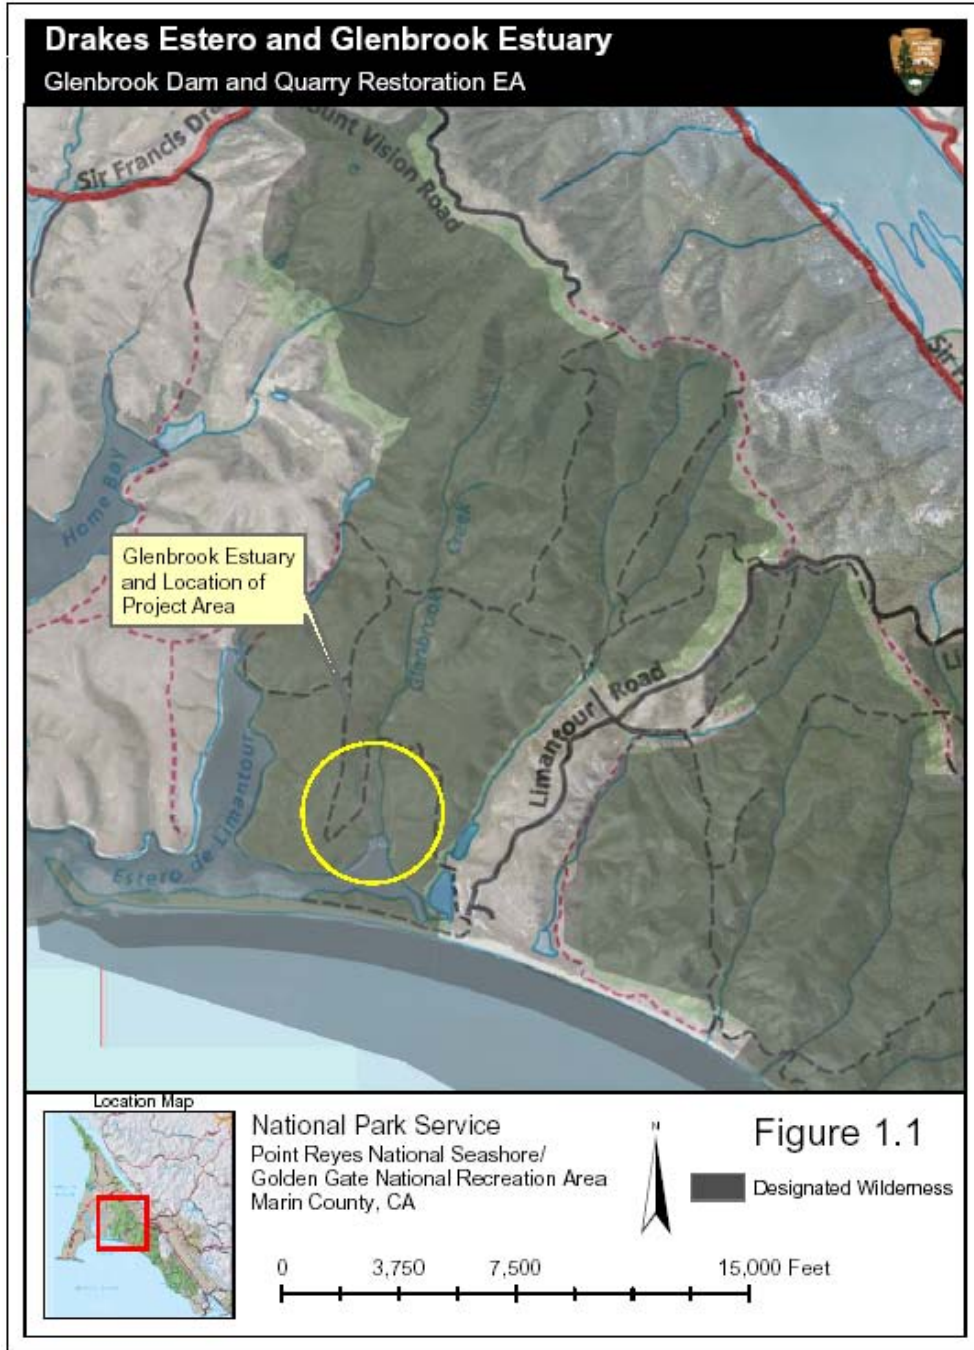 Drakes Estero and Glenbrook Estuary
Glenbrook Dam and Quarry Restoration EA
Sir Francis Dra
Mount Vision Road
Sir F
Home Bay
Glenbrook Estuary
and Location of
Project Area
Glenbrook Creek
Limantour Road
Li
Estero de Limantour
Location Map
National Park Service
Point Reyes National Seashore/
Golden Gate National Recreation Area
Marin County, CA
N
Figure 1.1
Designated Wilderness
0 3,750 7,500 15,000 Feet